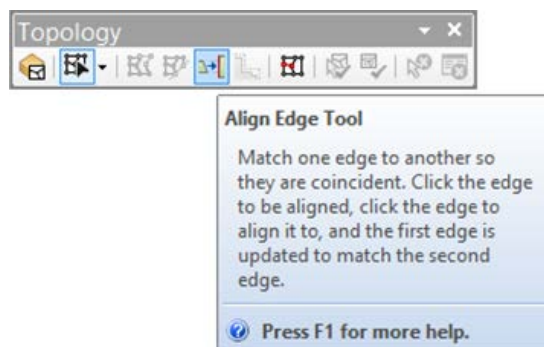 Topology
Align Edge Tool
Match one edge to another so
they are coincident. Click the edge
to be aligned, click the edge to
align it to, and the first edge is
updated to match the second
edge.
Press F1 for more help.